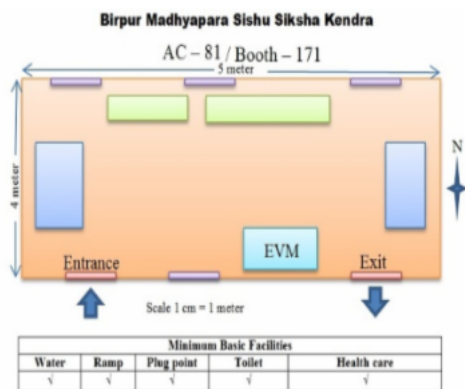 Birpur Madhyapara Sishu Siksha Kendra
AC – 81 / Booth – 171
5 meter
4 meter
N
EVM
Entrance
Exit
Scale 1 cm = 1 meter
Minimum Basic Facilities
Water Ramp Plug point Toilet Health care
√ √ √ √ √